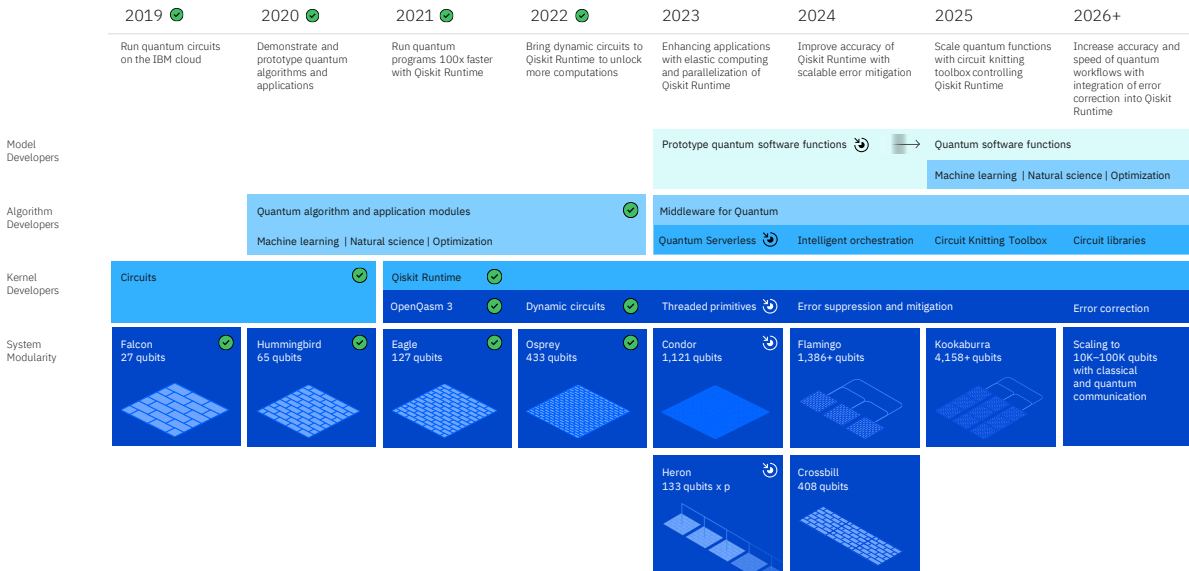 2019
2020
2021
2022
2023
2024
2025
2026+
Run quantum circuits
on the IBM cloud
Demonstrate and
prototype quantum
algorithms and
applications
Run quantum
programs 100x faster
with Qiskit Runtime
Bring dynamic circuits to
Qiskit Runtime to unlock
more computations
Enhancing applications
with elastic computing
and parallelization of
Qiskit Runtime
Improve accuracy of
Qiskit Runtime with
scalable error mitigation
Scale quantum functions
with circuit knitting
toolbox controlling
Qiskit Runtime
Increase accuracy and
speed of quantum
workflows with
integration of error
correction into Qiskit
Runtime
Model
Developers
Prototype quantum software functions
Quantum software functions
Machine learning | Natural science | Optimization
Algorithm
Developers
Quantum algorithm and application modules
Machine learning | Natural science | Optimization
Middleware for Quantum
Quantum Serverless
Intelligent orchestration
Circuit Knitting Toolbox
Circuit libraries
Kernel
Developers
Circuits
Qiskit Runtime
OpenQasm 3
Dynamic circuits
Threaded primitives
Error suppression and mitigation
Error correction
System
Modularity
Falcon
27 qubits
Hummingbird
65 qubits
Eagle
127 qubits
Osprey
433 qubits
Condor
1,121 qubits
Flamingo
1,386+ qubits
Kookaburra
4,158+ qubits
Scaling to
10K–100K qubits
with classical
and quantum
communication
Heron
133 qubits x p
Crossbill
408 qubits